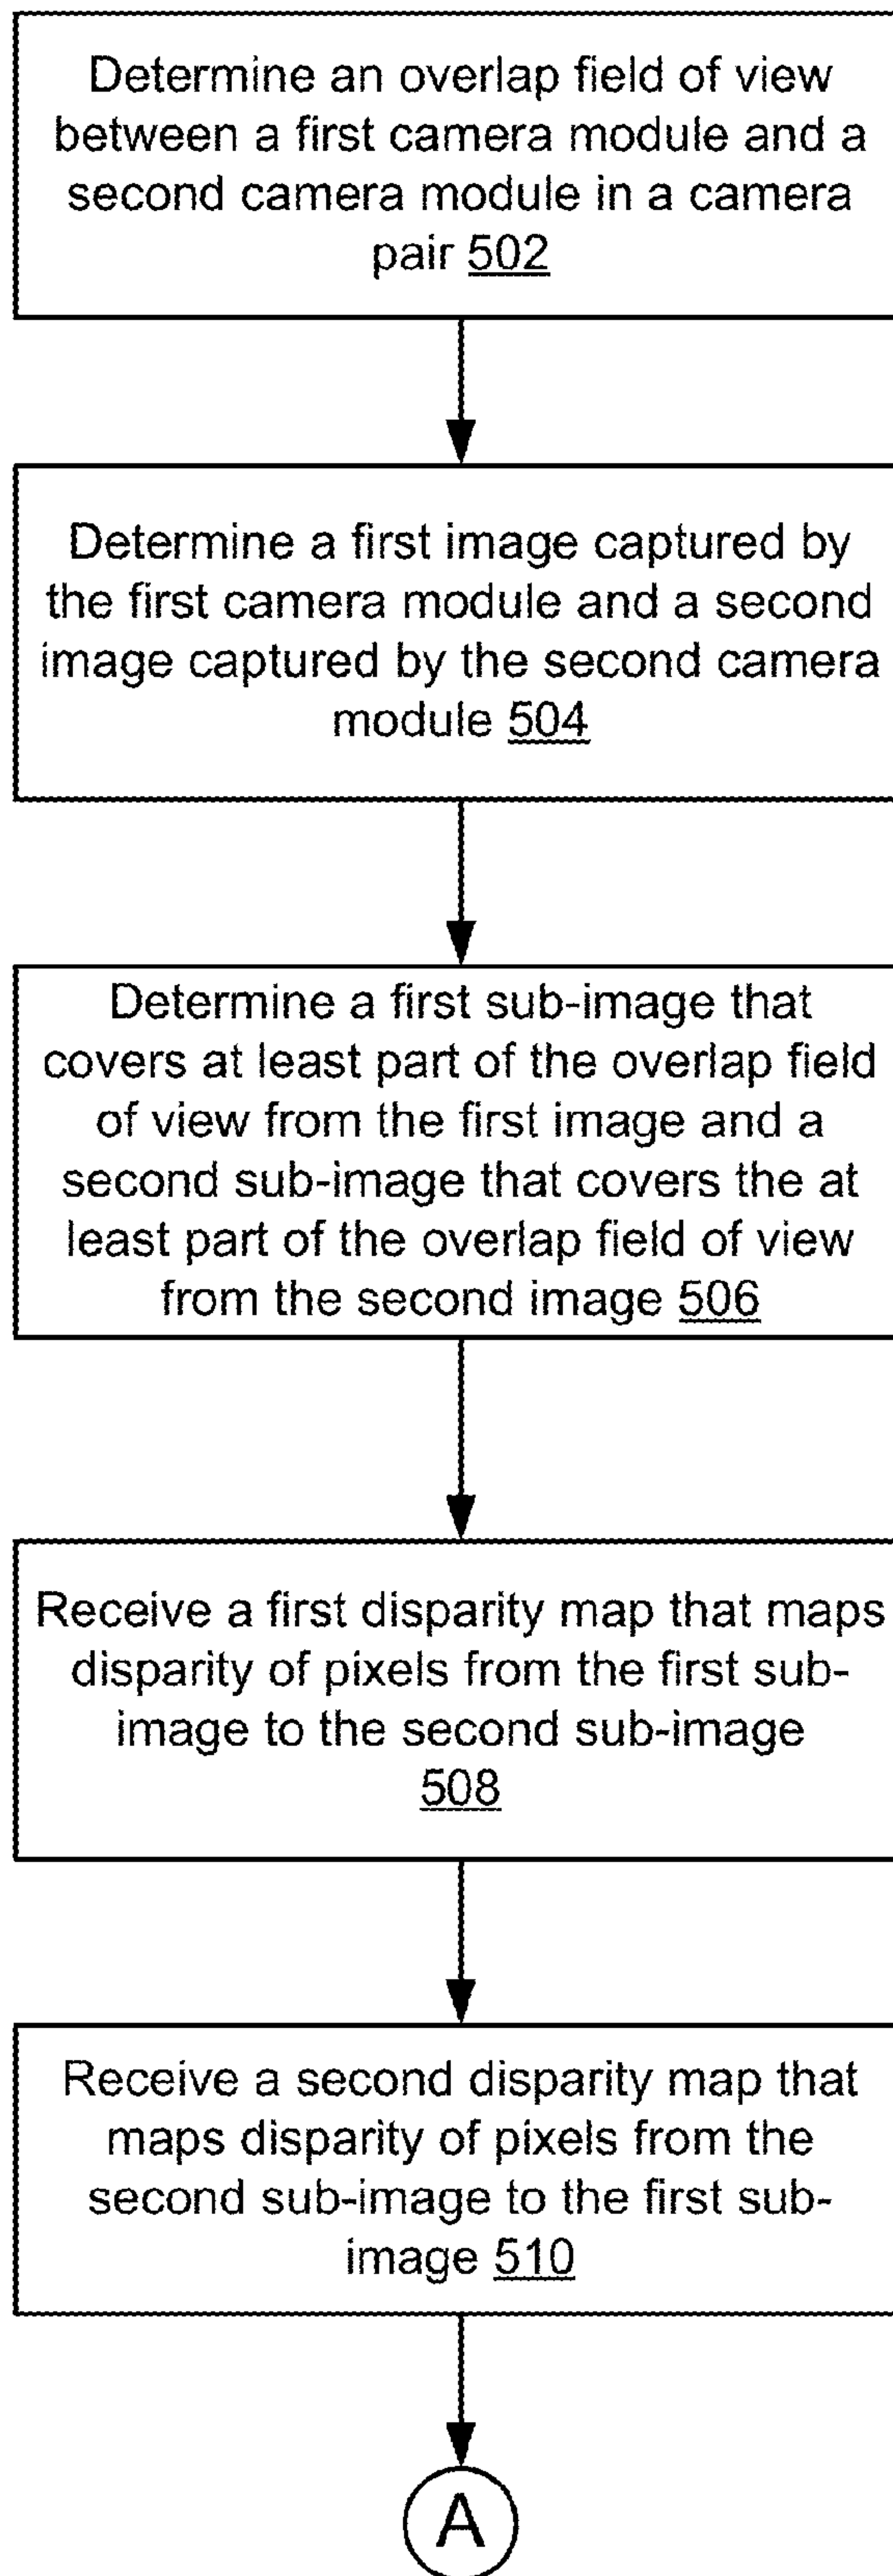 Determine an overlap field of view
between a first camera module and a
second camera module in a camera
pair 502
Determine a first image captured by
the first camera module and a second
image captured by the second camera
module 504
Determine a first sub-image that
covers at least part of the overlap field
of view from the first image and a
second sub-image that covers the at
least part of the overlap field of view
from the second image 506
Receive a first disparity map that maps
disparity of pixels from the first sub-
image to the second sub-image
508
Receive a second disparity map that
maps disparity of pixels from the
second sub-image to the first sub-
image 510
A